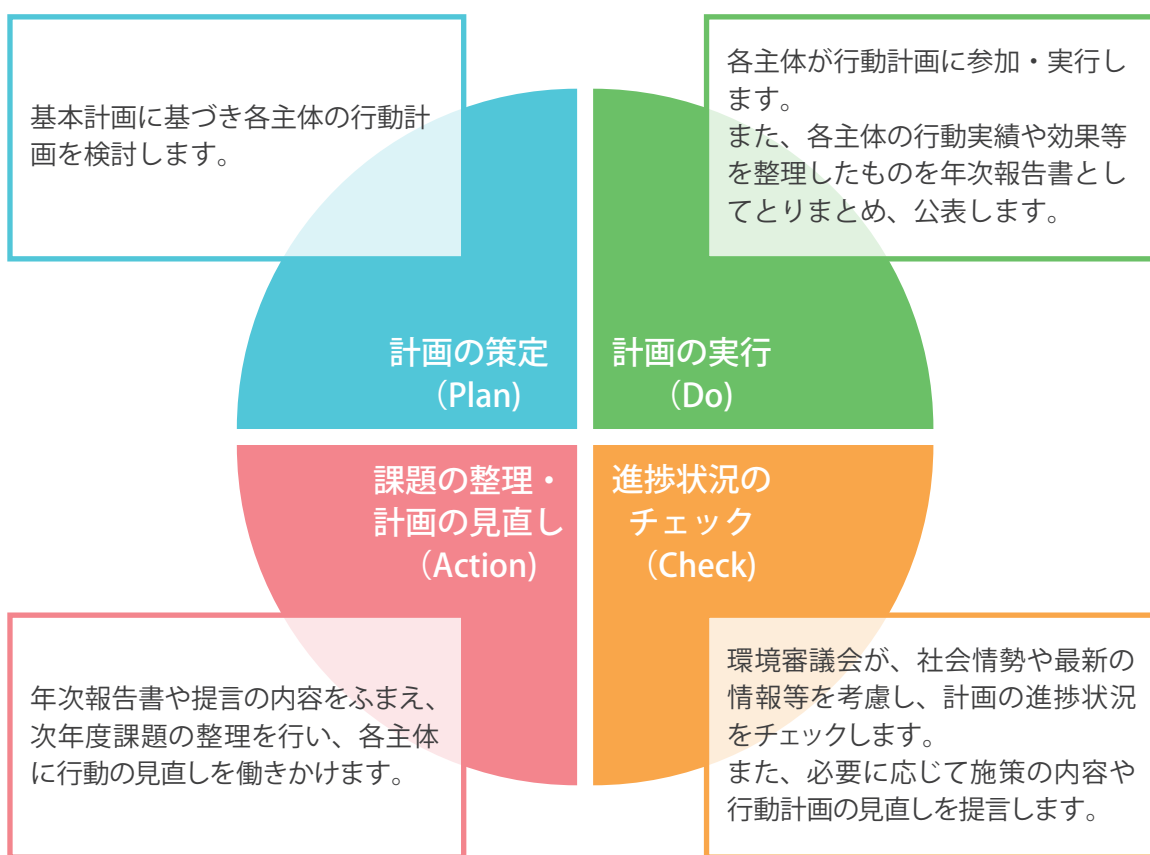 基本計画に基づき各主体の行動計
画を検討します。
各主体が行動計画に参加・実行し
ます。
また、各主体の行動実績や効果等
を整理したものを年次報告書とし
てとりまとめ、公表します。
計画の策定
（Plan)
計画の実行
（Do)
課題の整理・
計画の見直し
（Action)
進捗状況の
チェック
（Check)
年次報告書や提言の内容をふまえ、
次年度課題の整理を行い、各主体
に行動の見直しを働きかけます。
環境審議会が、社会情勢や最新の
情報等を考慮し、計画の進捗状況
をチェックします。
また、必要に応じて施策の内容や
行動計画の見直しを提言します。